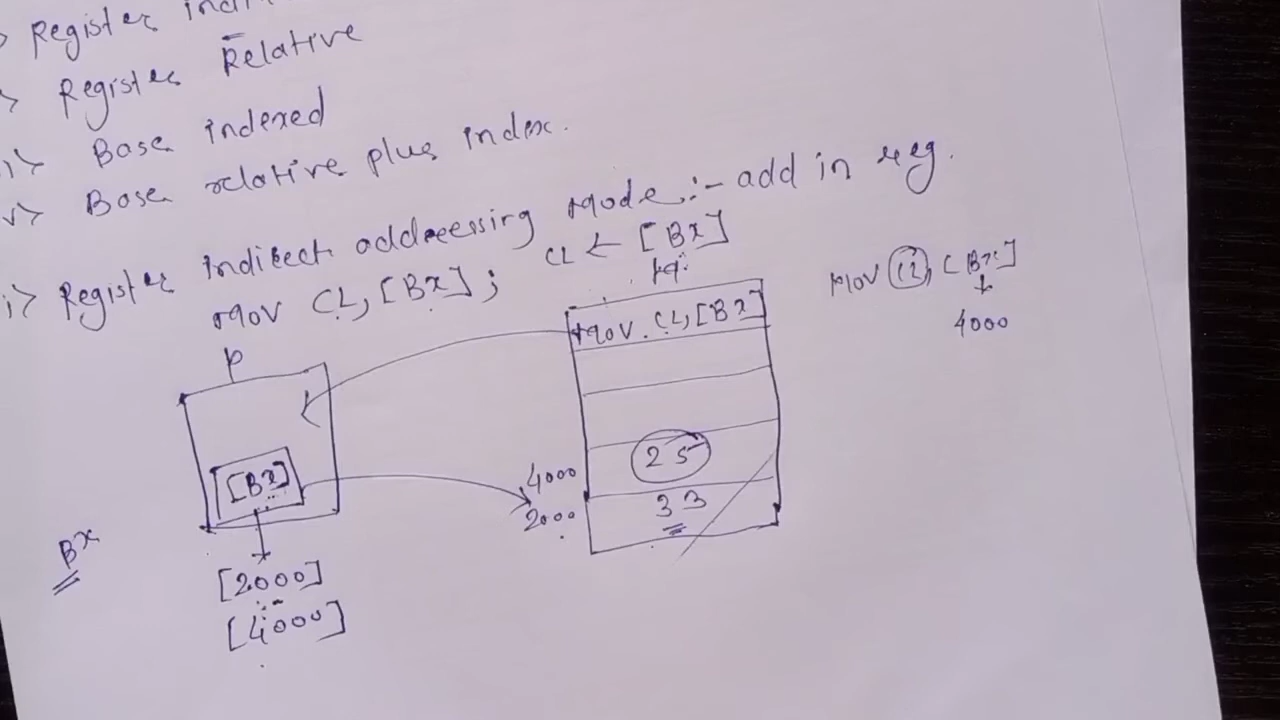 > Register indi
> Register Relative
i> Base indexed
v> Base relative plus index.
i> Register indirect addressing mode :- add in reg.
Mov CL, [Bx] ; CL ← [Bx]
Mov CL, [Bx]
4000
P
M
Mov. CL, [Bx]
[Bx]
25
4000
33
2000
Bx
[2000]
[4000]